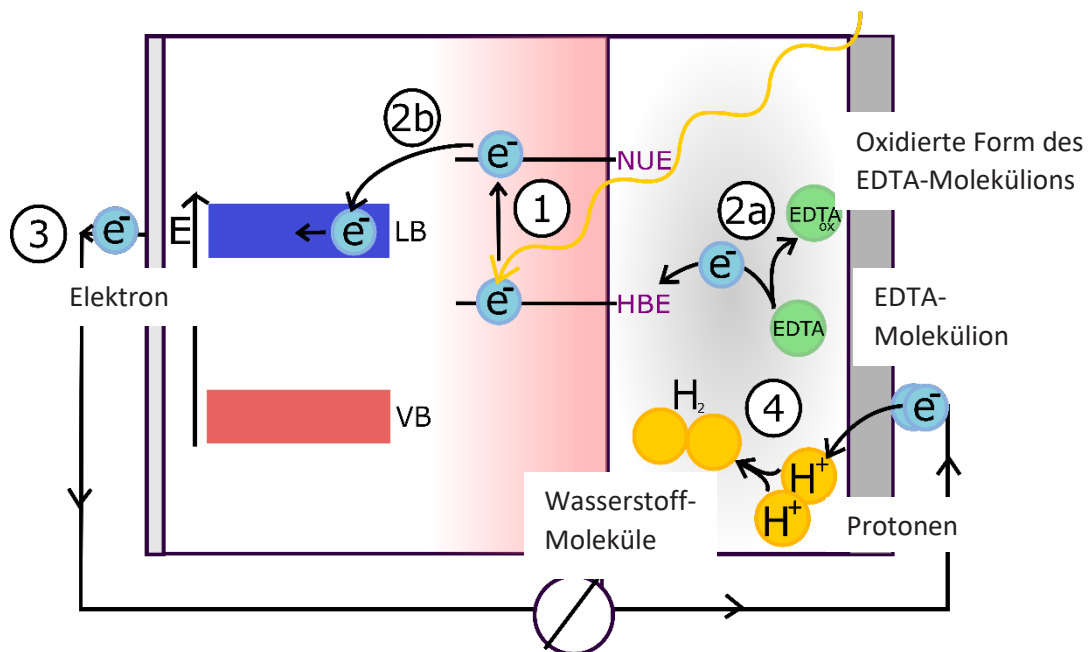 2b
e-
NUE
1
2a
EDTA
ox
Oxidierte Form des
EDTA-Molekülions
3
e-
E
e-
LB
e-
Elektron
e-
HBE
EDTA
EDTA-
Molekülion
VB
H2
4
e-
H+
H+
Wasserstoff-
Moleküle
Protonen